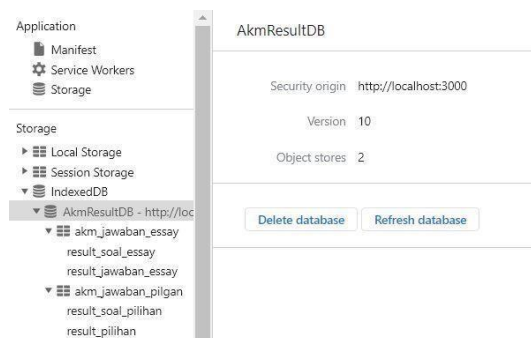 Application
Manifest
Service Workers
Storage
Storage
Local Storage
Session Storage
IndexedDB
AkmResultDB - http://loc
akm_jawaban_essay
result_soal_essay
result_jawaban_essay
akm_jawaban_pilgan
result_soal_pilihan
result_pilihan
AkmResultDB
Security origin http://localhost:3000
Version 10
Object stores 2
Delete database Refresh database